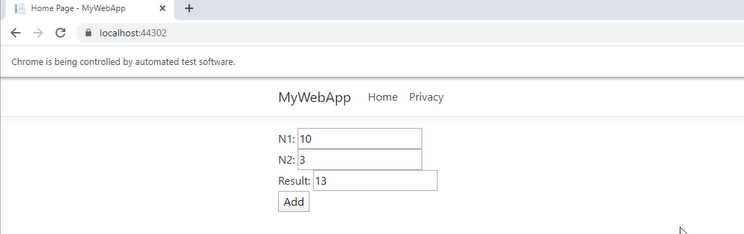 Home Page - MyWebApp
localhost:44302
Chrome is being controlled by automated test software.
MyWebApp Home Privacy
N1: 10
N2: 3
Result: 13
Add